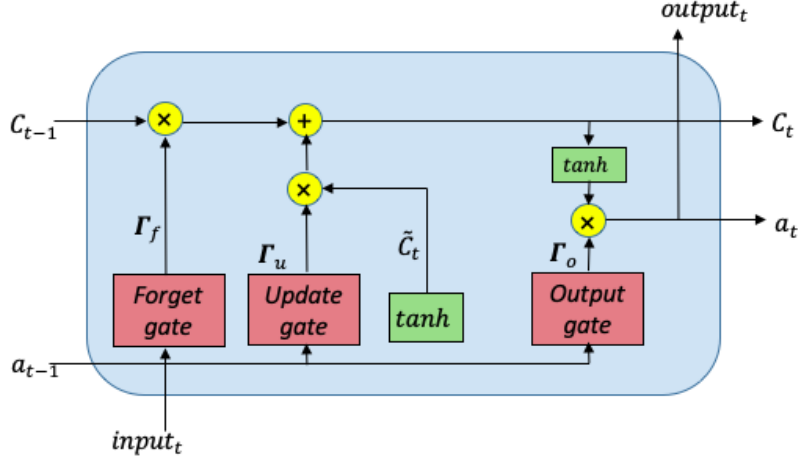 output_t
C_{t-1}
×
+
C_t
tanh
×
Γ_f
Γ_u
C̃_t
×
Γ_o
a_t
Forget
gate
Update
gate
tanh
Output
gate
a_{t-1}
input_t